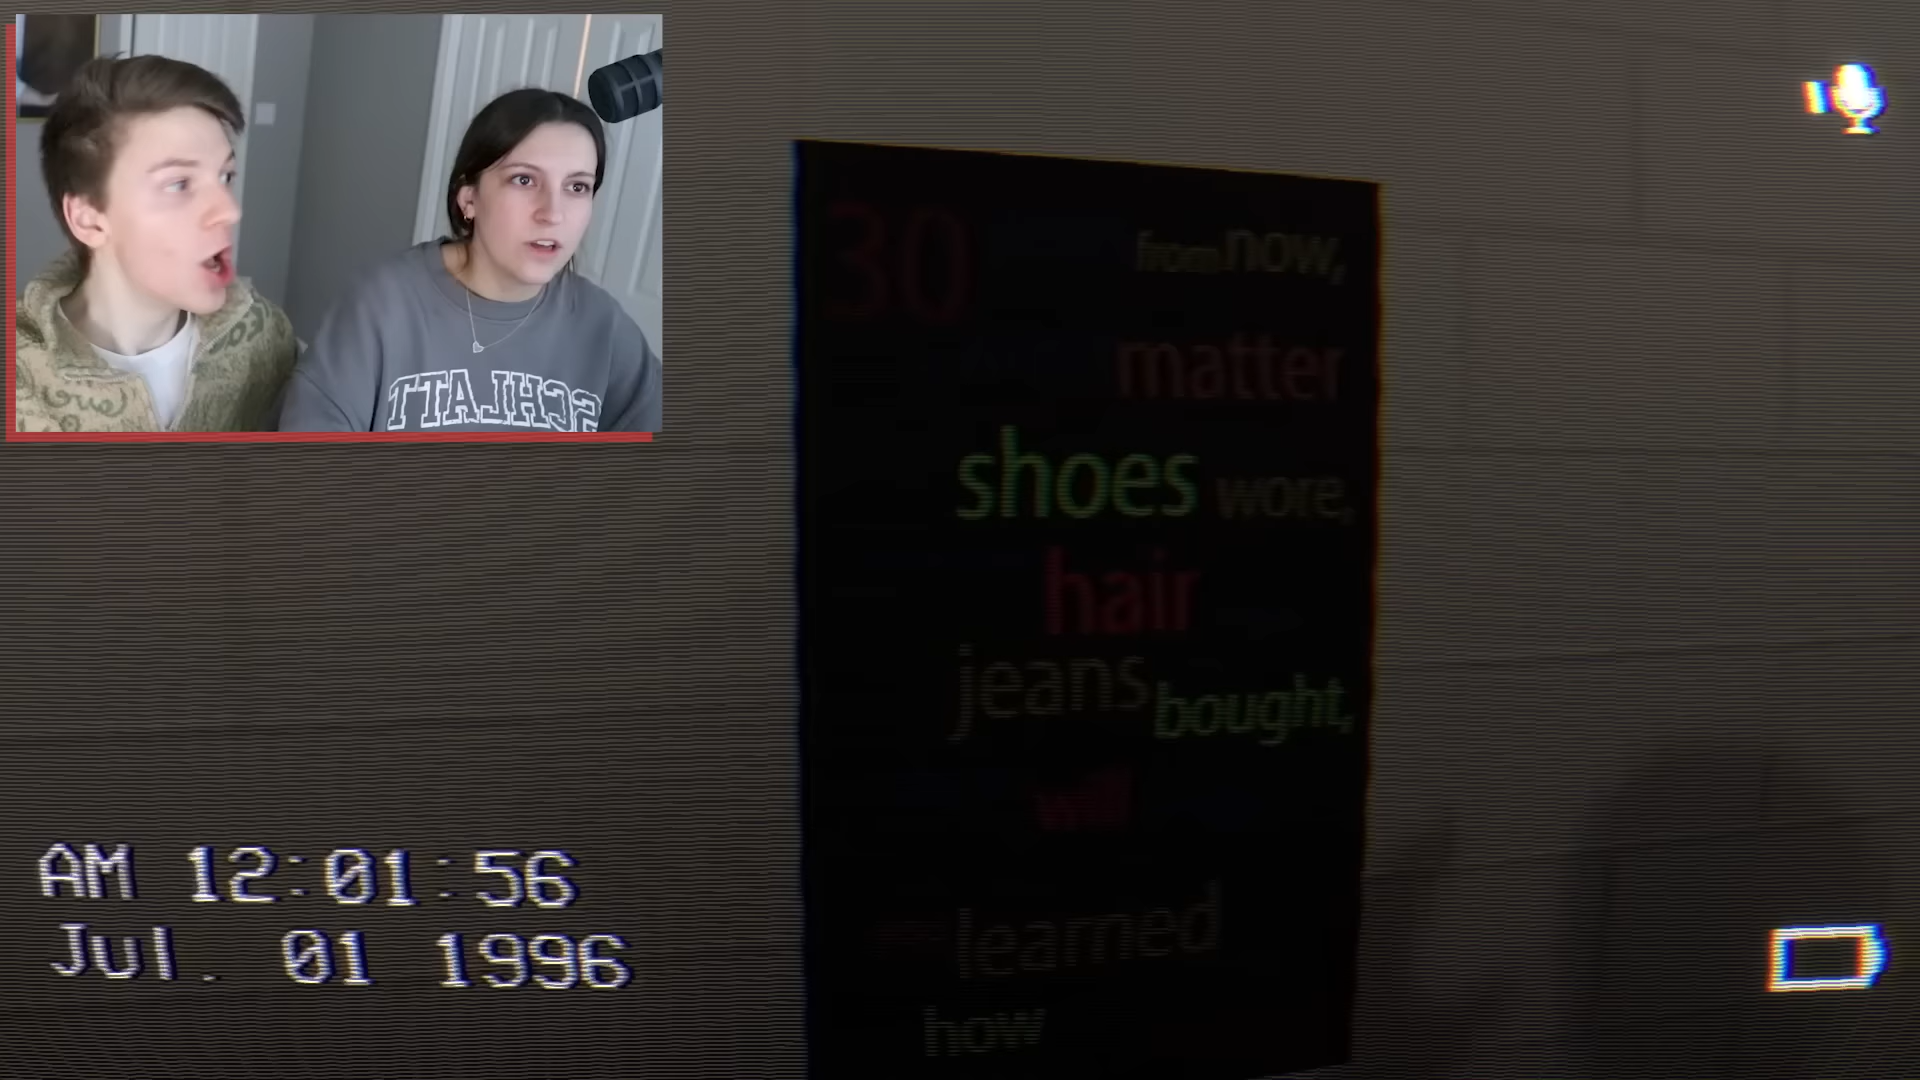 30 from now,
matter
shoes wore,
hair
jeans bought,
will
learned
how
SCHLATT
AM 12:01:56
Jul. 01 1996